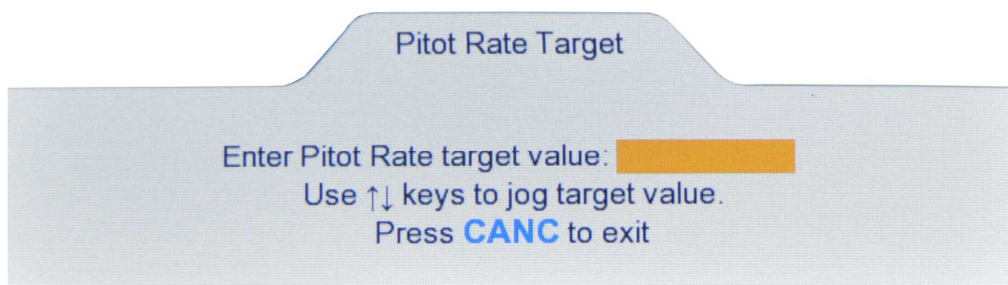 Pitot Rate Target
Enter Pitot Rate target value:
Use ↑↓ keys to jog target value.
Press CANC to exit